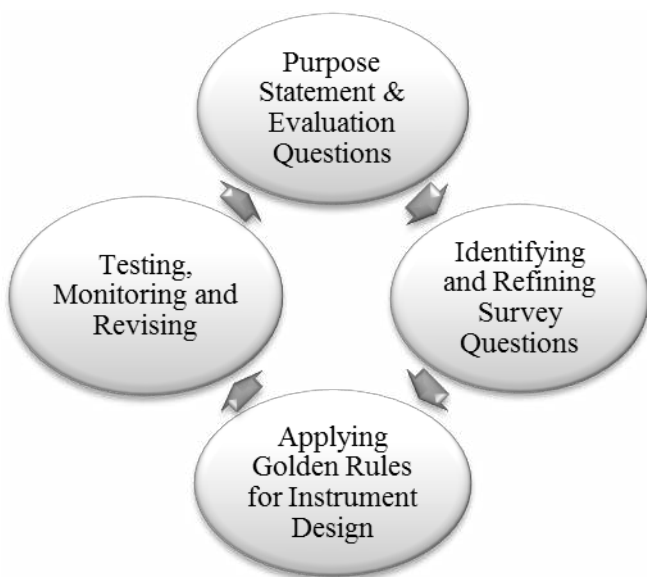 Purpose
Statement &
Evaluation
Questions
Identifying
and Refining
Survey
Questions
Applying
Golden Rules
for Instrument
Design
Testing,
Monitoring and
Revising